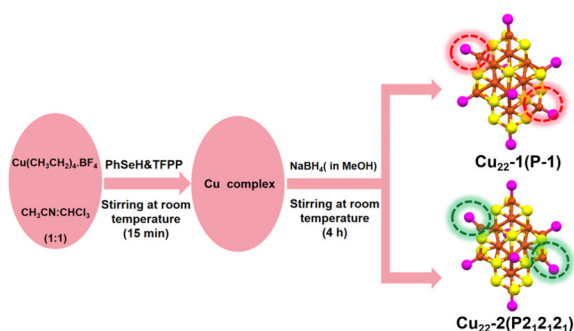 Cu(CH₃CH₂)₄.BF₄
CH₃CN:CHCl₃
(1:1)
PhSeH&TFPP
Stirring at room
temperature
(15 min)
Cu complex
NaBH₄( in MeOH)
Stirring at room
temperature
(4 h)
Cu₂₂-1(P-1)
Cu₂₂-2(P2₁2₁2₁)